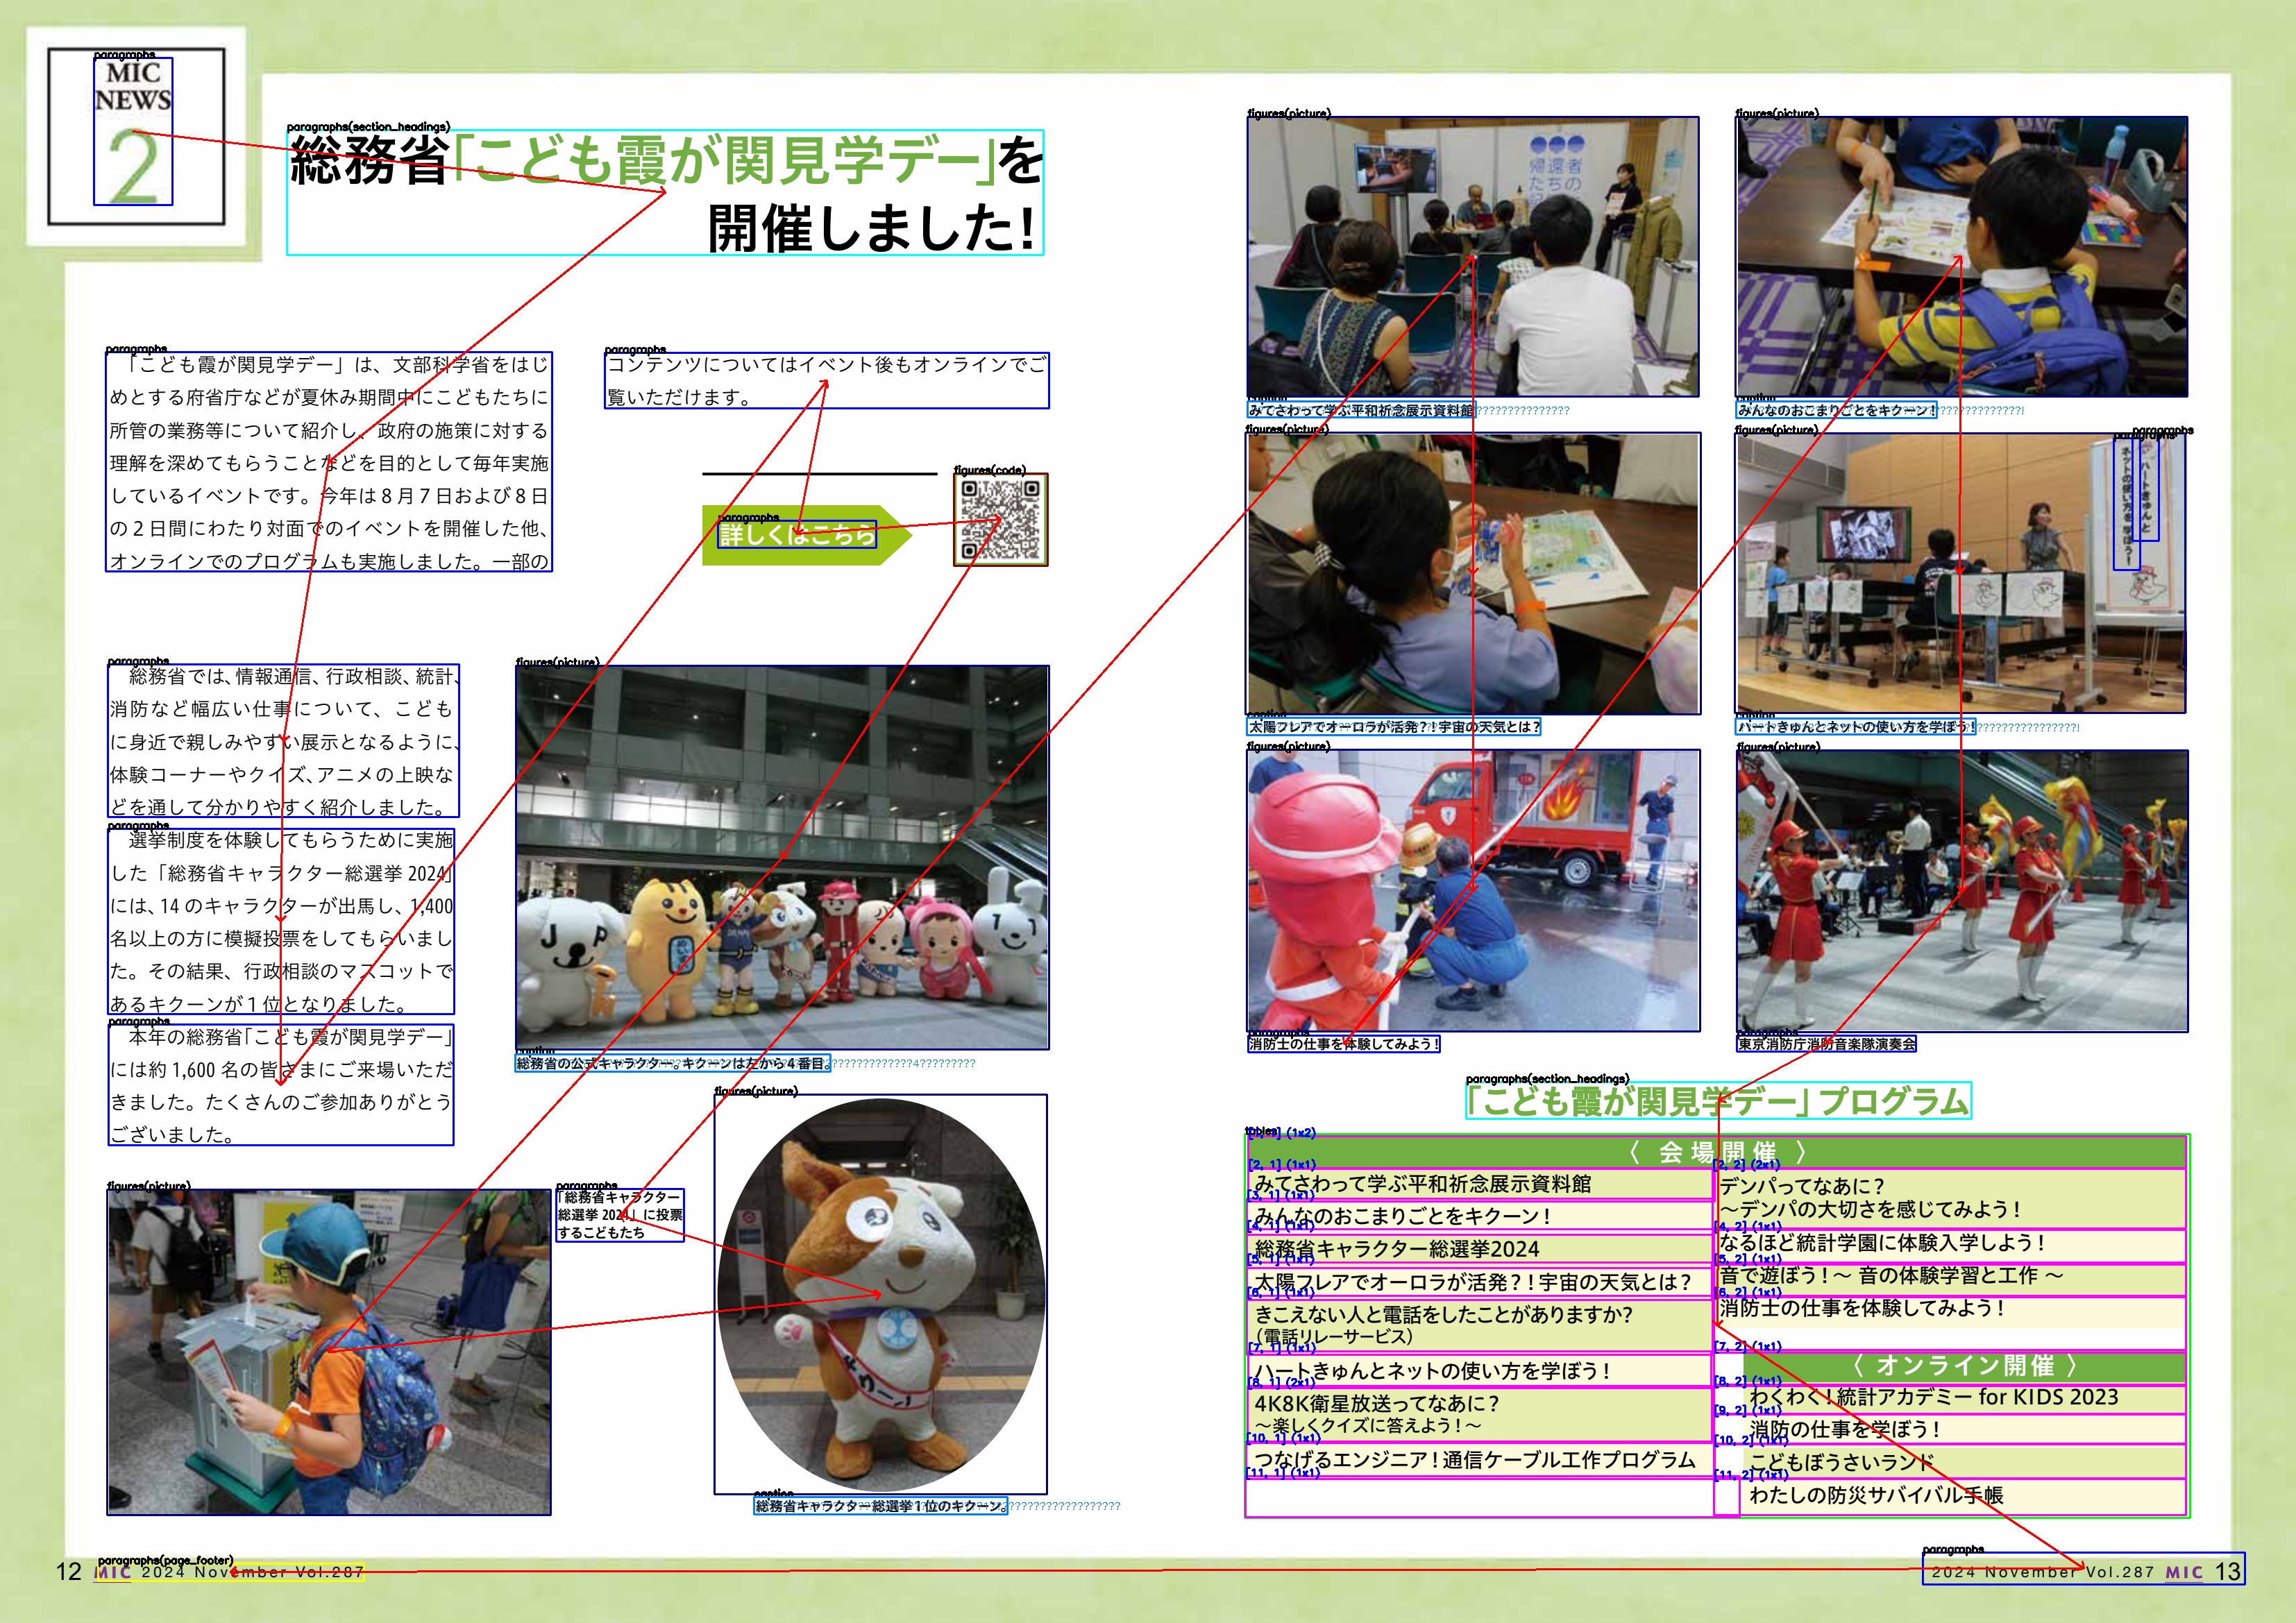 MIC
NEWS
2
総務省「こども霞が関見学デー」を
開催しました!
「こども霞が関見学デー」は、文部科学省をはじ
めとする府省庁などが夏休み期間中にこどもたちに
所管の業務等について紹介し、政府の施策に対する
理解を深めてもらうことなどを目的として毎年実施
しているイベントです。今年は8月7日および8日
の2日間にわたり対面でのイベントを開催した他、
オンラインでのプログラムも実施しました。一部の
コンテンツについてはイベント後もオンラインでご
覧いただけます。
詳しくはこちら
総務省では、情報通信、行政相談、統計、
消防など幅広い仕事について、こども
に身近で親しみやすい展示となるように、
体験コーナーやクイズ、アニメの上映な
どを通して分かりやすく紹介しました。
選挙制度を体験してもらうために実施
した「総務省キャラクター総選挙 2024」
には、14 のキャラクターが出馬し、1,400
名以上の方に模擬投票をしてもらいまし
た。その結果、行政相談のマスコットで
あるキクーンが1位となりました。
本年の総務省「こども霞が関見学デー」
には約 1,600 名の皆さまにご来場いただ
きました。たくさんのご参加ありがとう
ございました。
総務省の公式キャラクター。キクーンは左から4番目。
「総務省キャラクター
総選挙 2024」に投票
するこどもたち
キクーン
総務省キャラクター総選挙1位のキクーン。
12 MIC 2024 November Vol.287
帰還者
たちの
みてさわって学ぶ平和祈念展示資料館
みんなのおこまりごとをキクーン!
太陽フレアでオーロラが活発?!宇宙の天気とは?
ハートきゅんと
ネットの使い方を学ぼう!
ハートきゅんとネットの使い方を学ぼう!
消防士の仕事を体験してみよう!
東京消防庁消防音楽隊演奏会
「こども霞が関見学デー」プログラム
〈 会場開催 〉
みてさわって学ぶ平和祈念展示資料館
みんなのおこまりごとをキクーン!
総務省キャラクター総選挙2024
太陽フレアでオーロラが活発?!宇宙の天気とは?
きこえない人と電話をしたことがありますか?
(電話リレーサービス)
ハートきゅんとネットの使い方を学ぼう!
4K8K衛星放送ってなあに?
~楽しくクイズに答えよう!~
つなげるエンジニア!通信ケーブル工作プログラム
デンパってなあに?
~デンパの大切さを感じてみよう!
なるほど統計学園に体験入学しよう!
音で遊ぼう!~ 音の体験学習と工作 ~
消防士の仕事を体験してみよう!
〈 オンライン開催 〉
わくわく!統計アカデミー for KIDS 2023
消防の仕事を学ぼう!
こどもぼうさいランド
わたしの防災サバイバル手帳
2024 November Vol.287 MIC 13